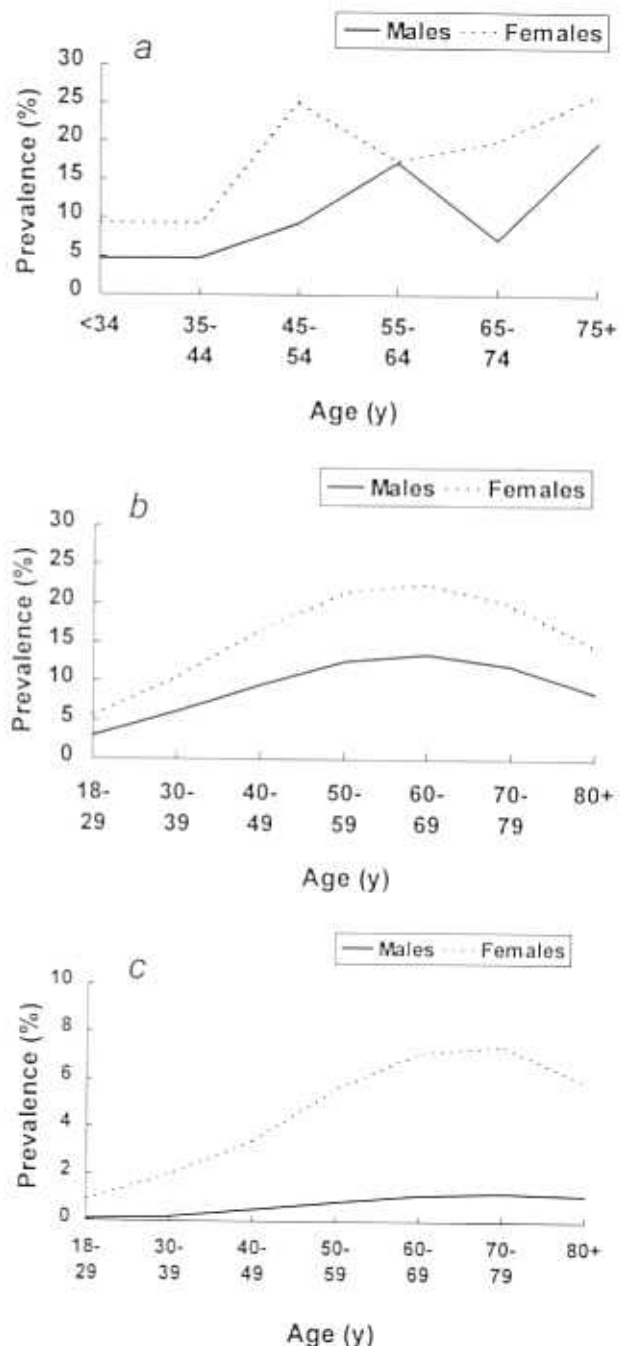 Males Females
a
Prevalence (%)
30
25
20
15
10
5
0
<34 35- 45- 55- 65- 75+
44 54 64 74
Age (y)
Males Females
b
Prevalence (%)
30
25
20
15
10
5
0
18- 30- 40- 50- 60- 70- 80+
29 39 49 59 69 79
Age (y)
Males Females
c
Prevalence (%)
10
8
6
4
2
0
18- 30- 40- 50- 60- 70- 80+
29 39 49 59 69 79
Age (y)